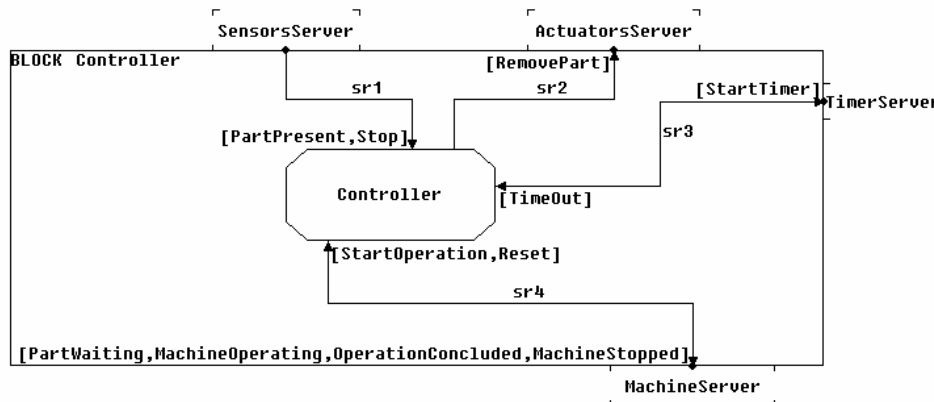 SensorsServer
ActuatorsServer
BLOCK Controller
[RemovePart]
[StartTimer]
sr1
sr2
TimerServer
sr3
[PartPresent,Stop]
Controller
[TimeOut]
[StartOperation,Reset]
sr4
[PartWaiting,MachineOperating,OperationConcluded,MachineStopped]
MachineServer